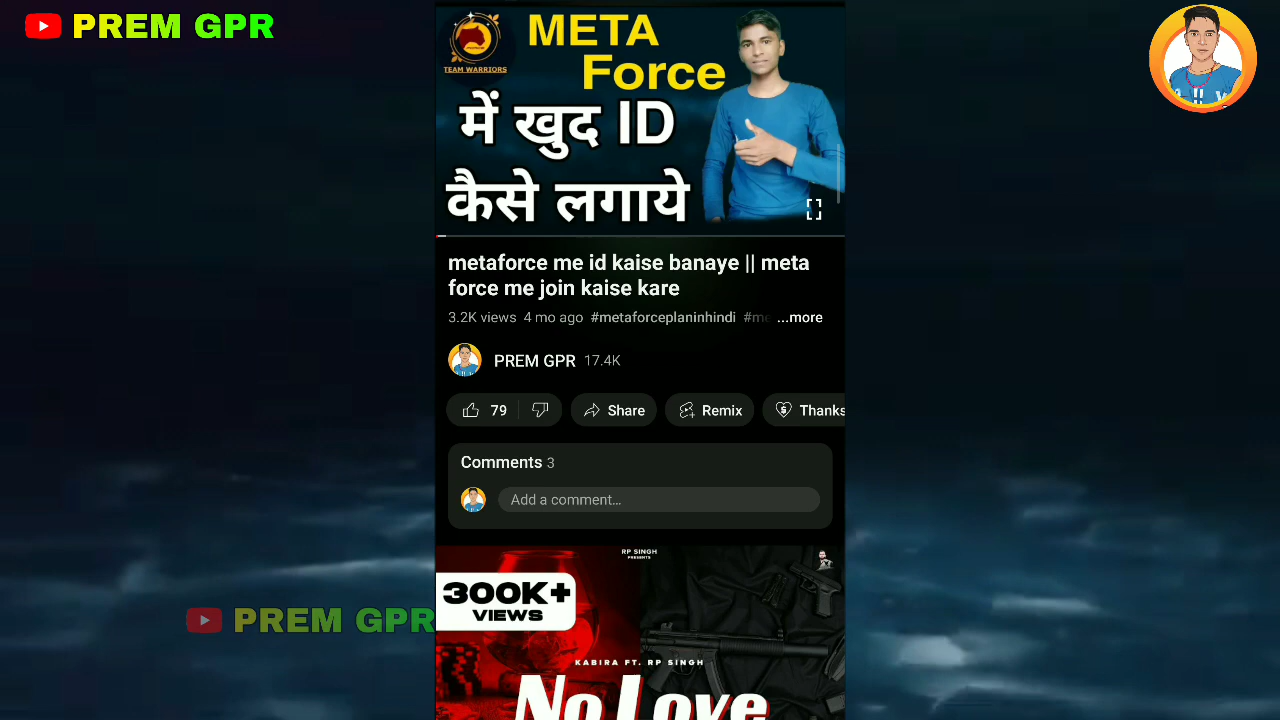 PREM GPR
TEAM WARRIORS
META
Force
में खुद ID
कैसे लगाये
metaforce me id kaise banaye || meta
force me join kaise kare
3.2K views 4 mo ago #metaforceplaninhindi #me ...more
PREM GPR 17.4K
79 Share Remix Thanks
Comments 3
Add a comment...
RP SINGH
PRESENTS
300K+
VIEWS
PREM GPR
KABIRA FT. RP SINGH
No Love